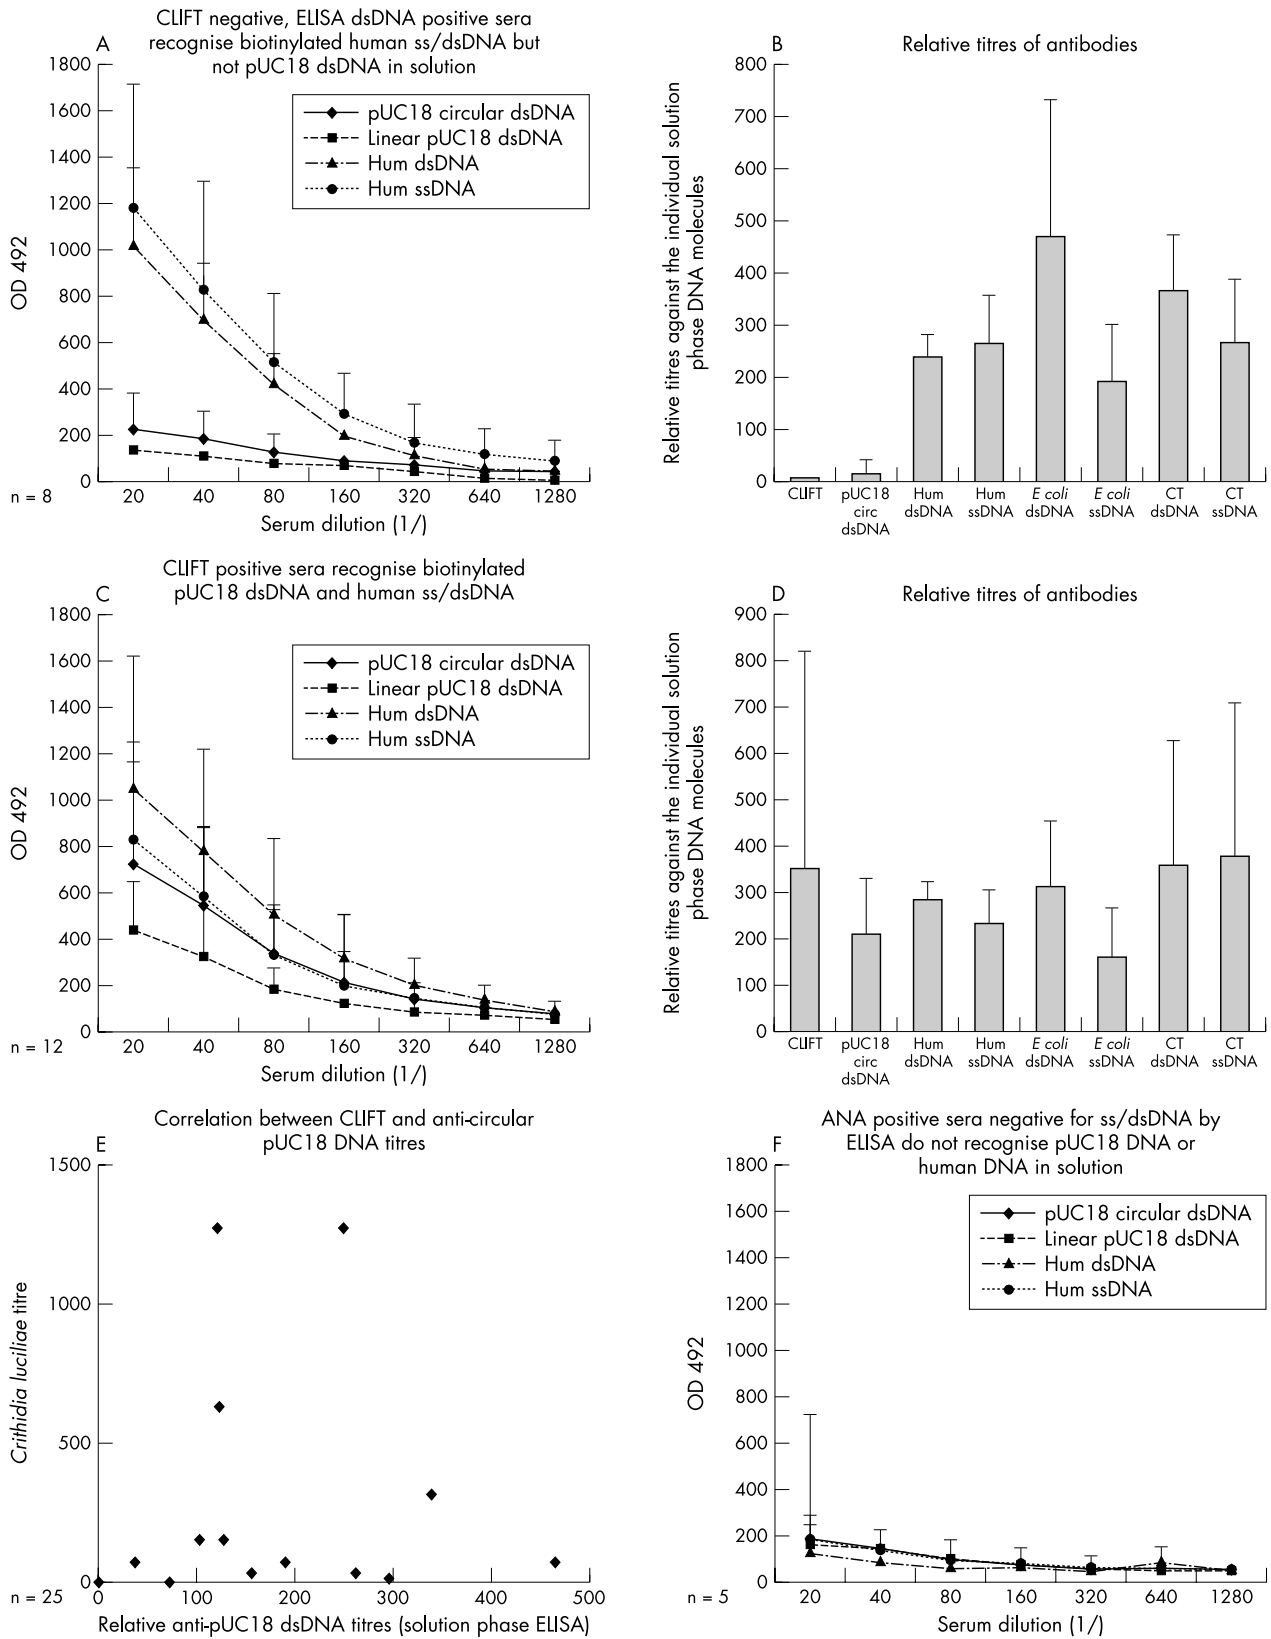 A
CLIFT negative, ELISA dsDNA positive sera
recognise biotinylated human ss/dsDNA but
not pUC18 dsDNA in solution
1800
1600
1400
1200
1000
800
600
400
200
0
OD 492
pUC18 circular dsDNA
Linear pUC18 dsDNA
Hum dsDNA
Hum ssDNA
n = 8
20 40 80 160 320 640 1280
Serum dilution (1/)
B
Relative titres of antibodies
800
700
600
500
400
300
200
100
0
Relative titres against the individual solution
phase DNA molecules
CLIFT
pUC18
circ
dsDNA
Hum
dsDNA
Hum
ssDNA
E coli
dsDNA
E coli
ssDNA
CT
dsDNA
CT
ssDNA
C
CLIFT positive sera recognise biotinylated
pUC18 dsDNA and human ss/dsDNA
1800
1600
1400
1200
1000
800
600
400
200
0
OD 492
pUC18 circular dsDNA
Linear pUC18 dsDNA
Hum dsDNA
Hum ssDNA
n = 12
20 40 80 160 320 640 1280
Serum dilution (1/)
D
Relative titres of antibodies
900
800
700
600
500
400
300
200
100
0
Relative titres against the individual solution
phase DNA molecules
CLIFT
pUC18
circ
dsDNA
Hum
dsDNA
Hum
ssDNA
E coli
dsDNA
E coli
ssDNA
CT
dsDNA
CT
ssDNA
E
Correlation between CLIFT and anti-circular
pUC18 DNA titres
1500
1000
500
0
Crithidia luciliae titre
n = 25
100 200 300 400 500
Relative anti-pUC18 dsDNA titres (solution phase ELISA)
F
ANA positive sera negative for ss/dsDNA by
ELISA do not recognise pUC18 DNA or
human DNA in solution
1800
1600
1400
1200
1000
800
600
400
200
0
OD 492
pUC18 circular dsDNA
Linear pUC18 dsDNA
Hum dsDNA
Hum ssDNA
n = 5
20 40 80 160 320 640 1280
Serum dilution (1/)